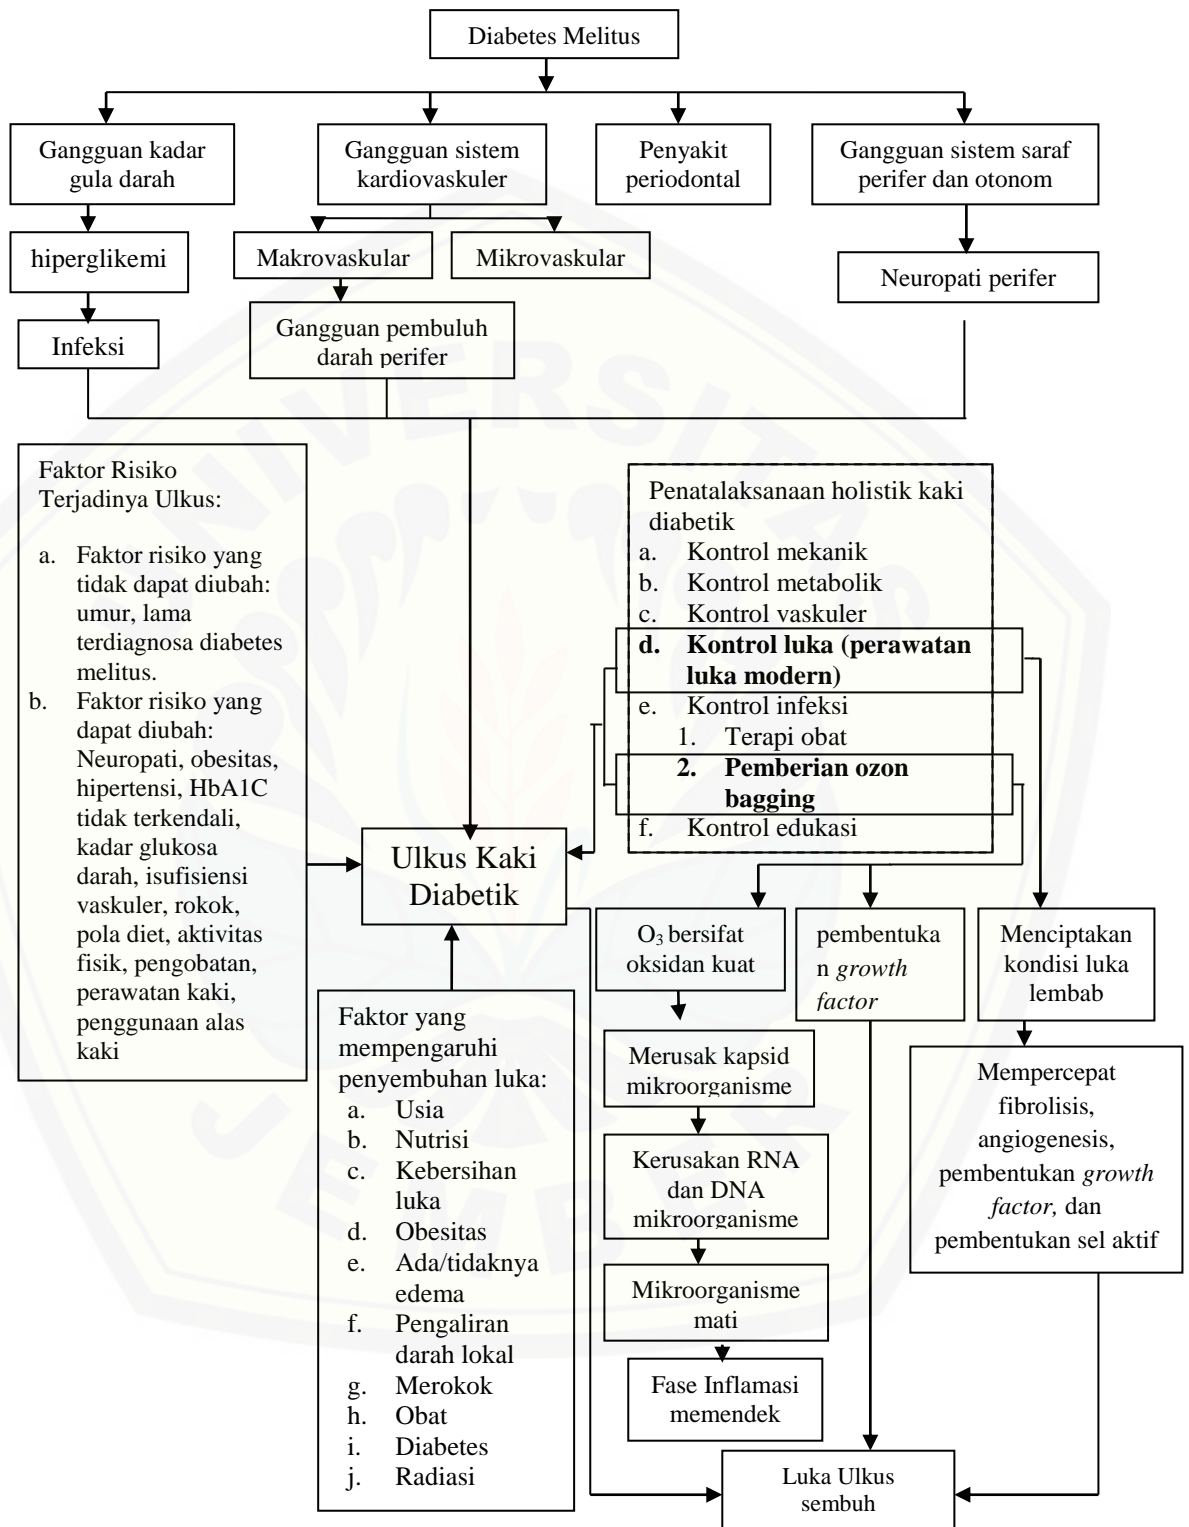 Diabetes Melitus
Gangguan kadar
gula darah
Gangguan sistem
kardiovaskuler
Penyakit
periodontal
Gangguan sistem saraf
perifer dan otonom
hiperglikemi
Makrovaskular
Mikrovaskular
Neuropati perifer
Infeksi
Gangguan pembuluh
darah perifer
Faktor Risiko
Terjadinya Ulkus:
a. Faktor risiko yang
tidak dapat diubah:
umur, lama
terdiagnosa diabetes
melitus.
b. Faktor risiko yang
dapat diubah:
Neuropati, obesitas,
hipertensi, HbA1C
tidak terkendali,
kadar glukosa
darah, isufisiensi
vaskuler, rokok,
pola diet, aktivitas
fisik, pengobatan,
perawatan kaki,
penggunaan alas
kaki
Penatalaksanaan holistik kaki
diabetik
a. Kontrol mekanik
b. Kontrol metabolik
c. Kontrol vaskuler
d. Kontrol luka (perawatan
luka modern)
e. Kontrol infeksi
1. Terapi obat
2. Pemberian ozon
bagging
f. Kontrol edukasi
Ulkus Kaki
Diabetik
Faktor yang
mempengaruhi
penyembuhan luka:
a. Usia
b. Nutrisi
c. Kebersihan
luka
d. Obesitas
e. Ada/tidaknya
edema
f. Pengaliran
darah lokal
g. Merokok
h. Obat
i. Diabetes
j. Radiasi
O₃ bersifat
oksidan kuat
pembentuka
n growth
factor
Menciptakan
kondisi luka
lembab
Merusak kapsid
mikroorganisme
Kerusakan RNA
dan DNA
mikroorganisme
Mikroorganisme
mati
Fase Inflamasi
memendek
Mempercepat
fibrolisis,
angiogenesis,
pembentukan growth
factor, dan
pembentukan sel aktif
Luka Ulkus
sembuh
UNIVERSITAS
JEMBER